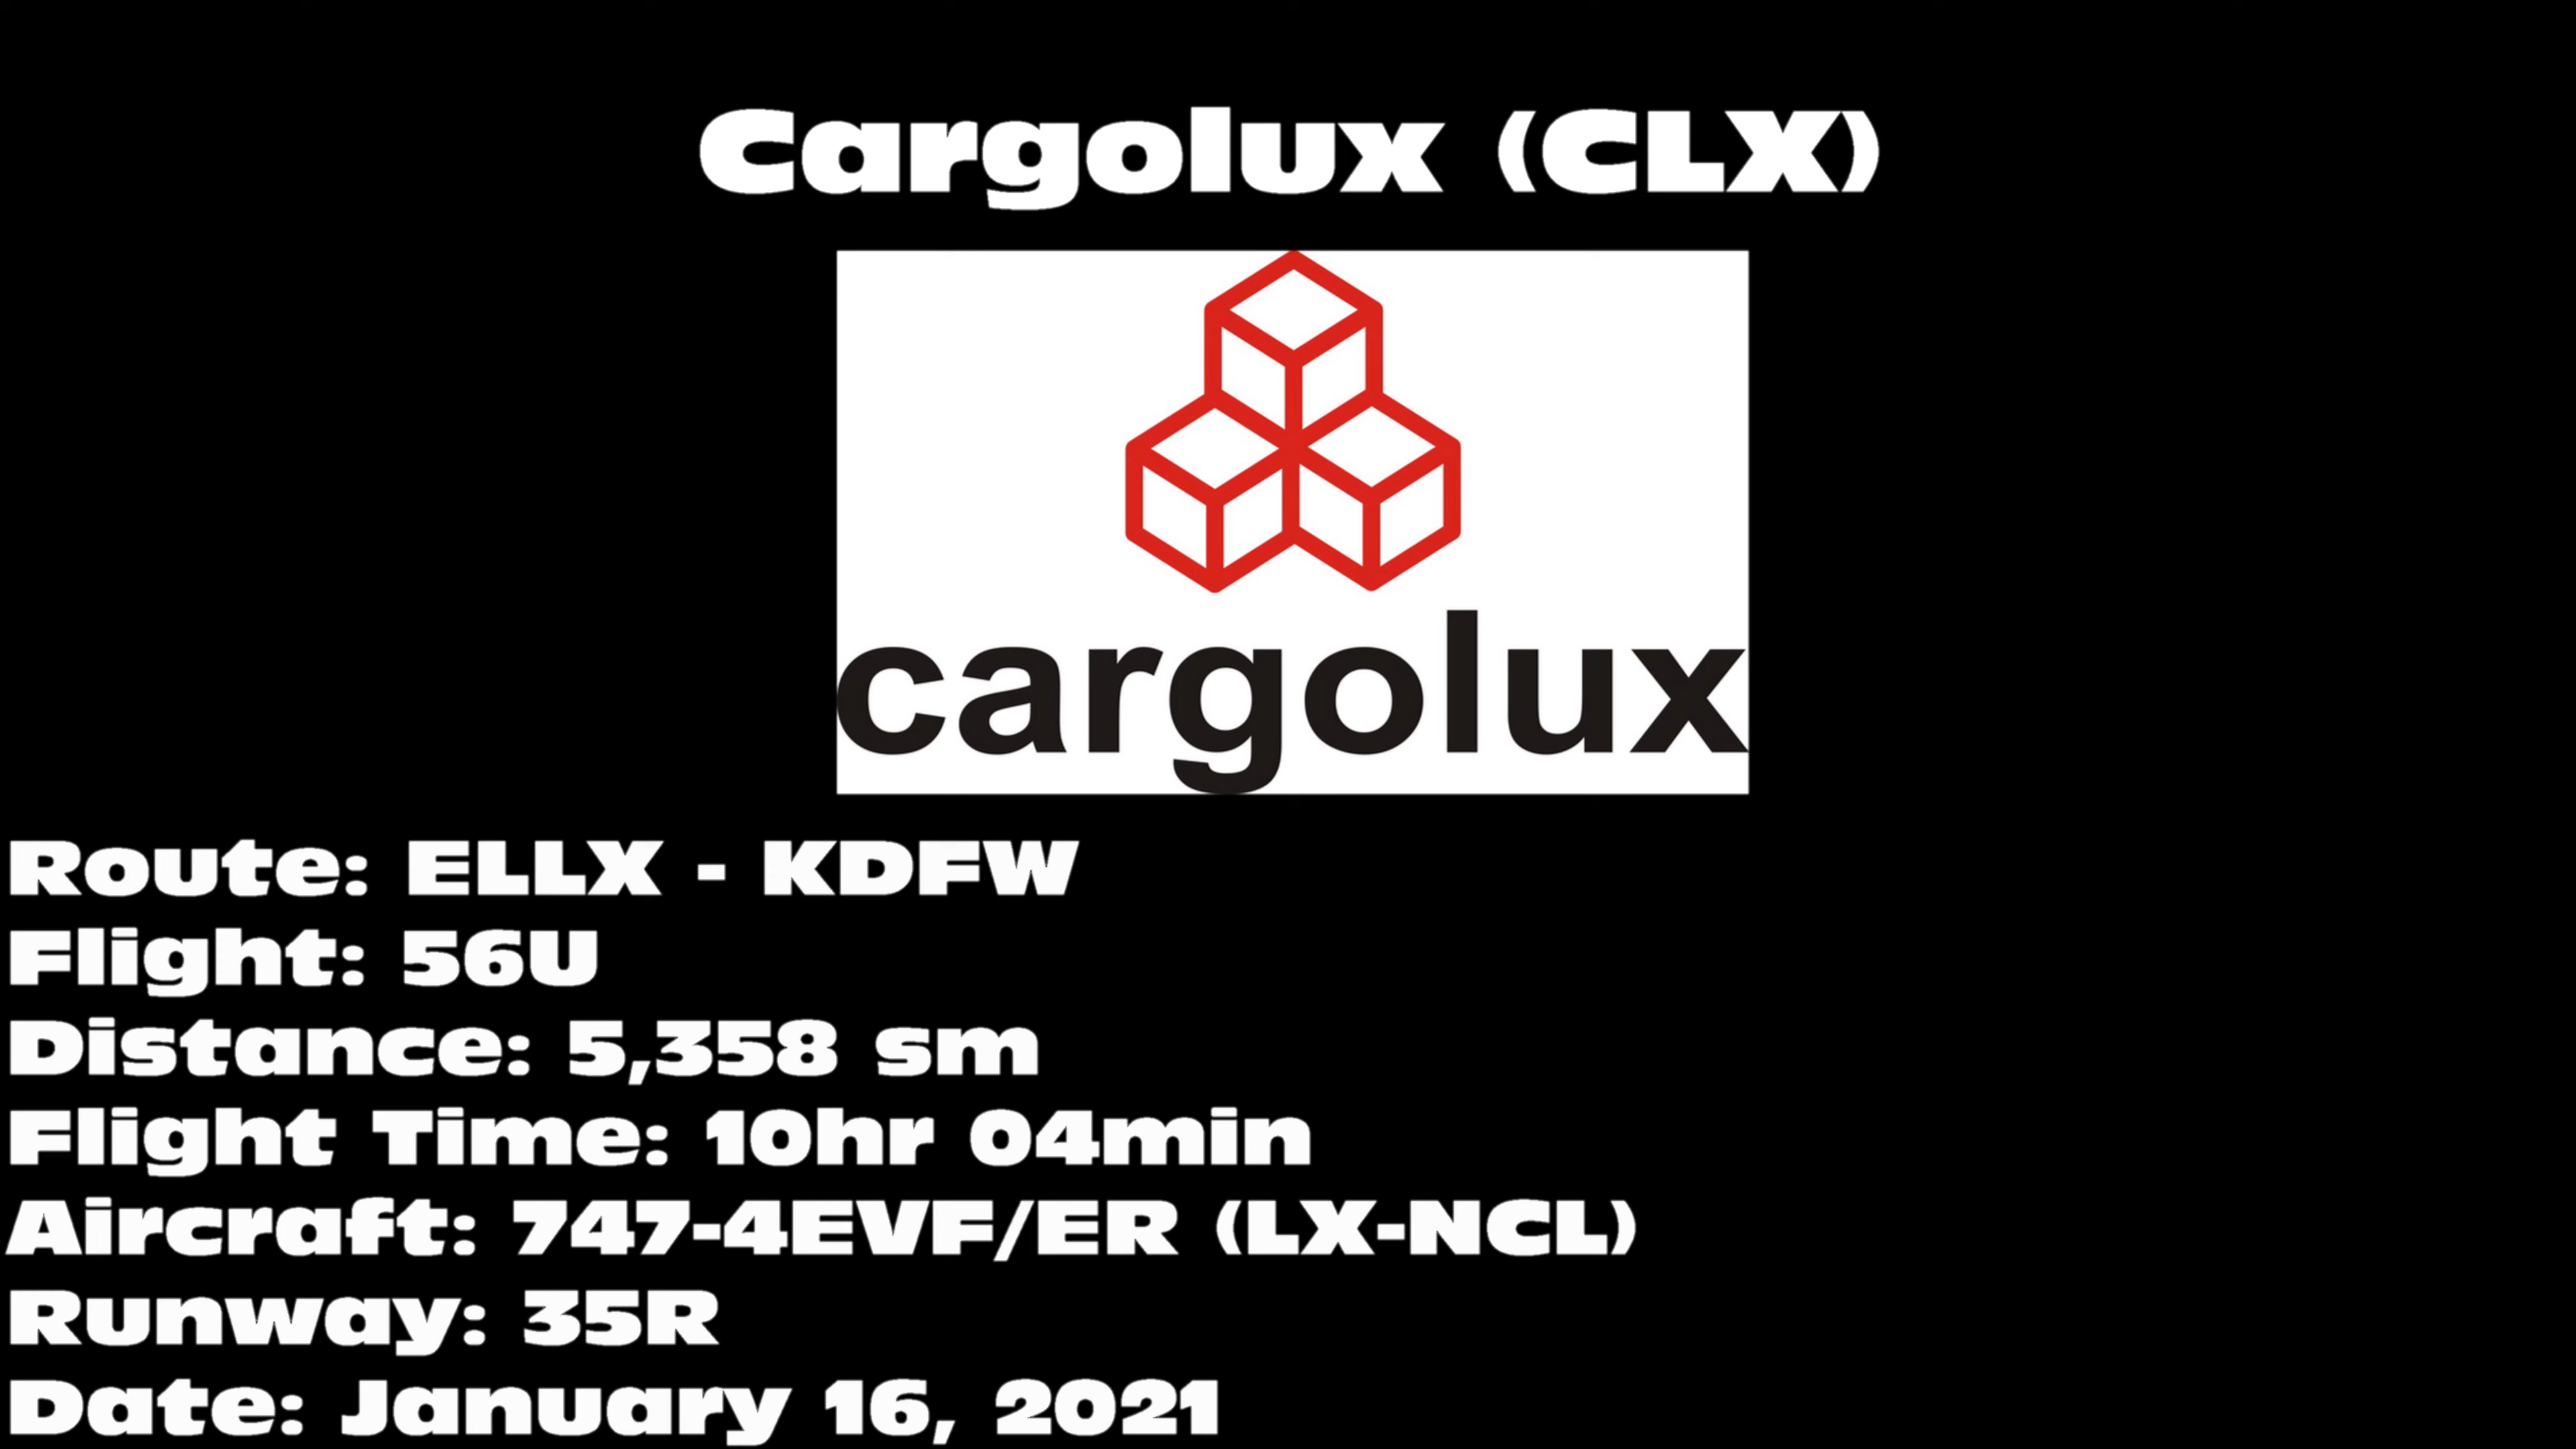 Cargolux (CLX)
cargolux
Route: ELLX - KDFW
Flight: 56U
Distance: 5,358 sm
Flight Time: 10hr 04min
Aircraft: 747-4EVF/ER (LX-NCL)
Runway: 35R
Date: January 16, 2021